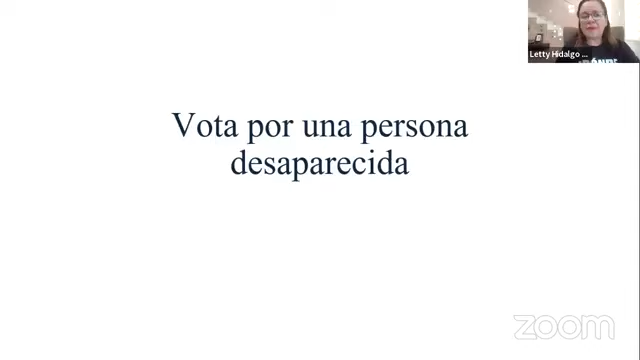 Letty Hidalgo ...
Vota por una persona
desaparecida
zoom